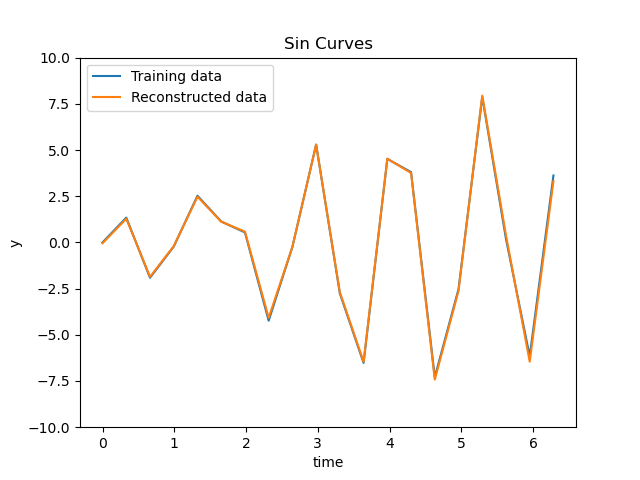 Sin Curves
Training data
Reconstructed data
10.0
7.5
5.0
2.5
0.0
−2.5
−5.0
−7.5
−10.0
y
0 1 2 3 4 5 6
time